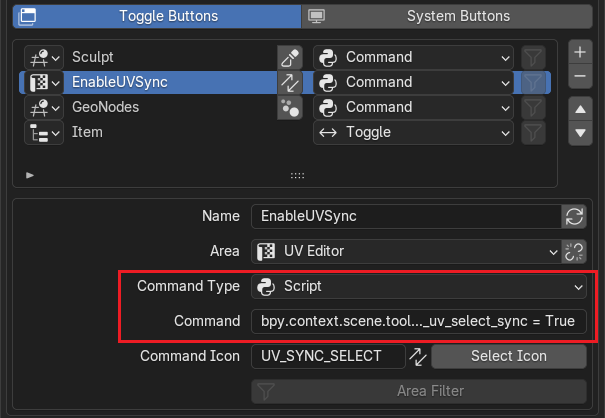 Toggle Buttons System Buttons
Sculpt Command
EnableUVSync Command
GeoNodes Command
Item Toggle
Name EnableUVSync
Area UV Editor
Command Type Script
Command bpy.context.scene.tool..._uv_select_sync = True
Command Icon UV_SYNC_SELECT Select Icon
Area Filter